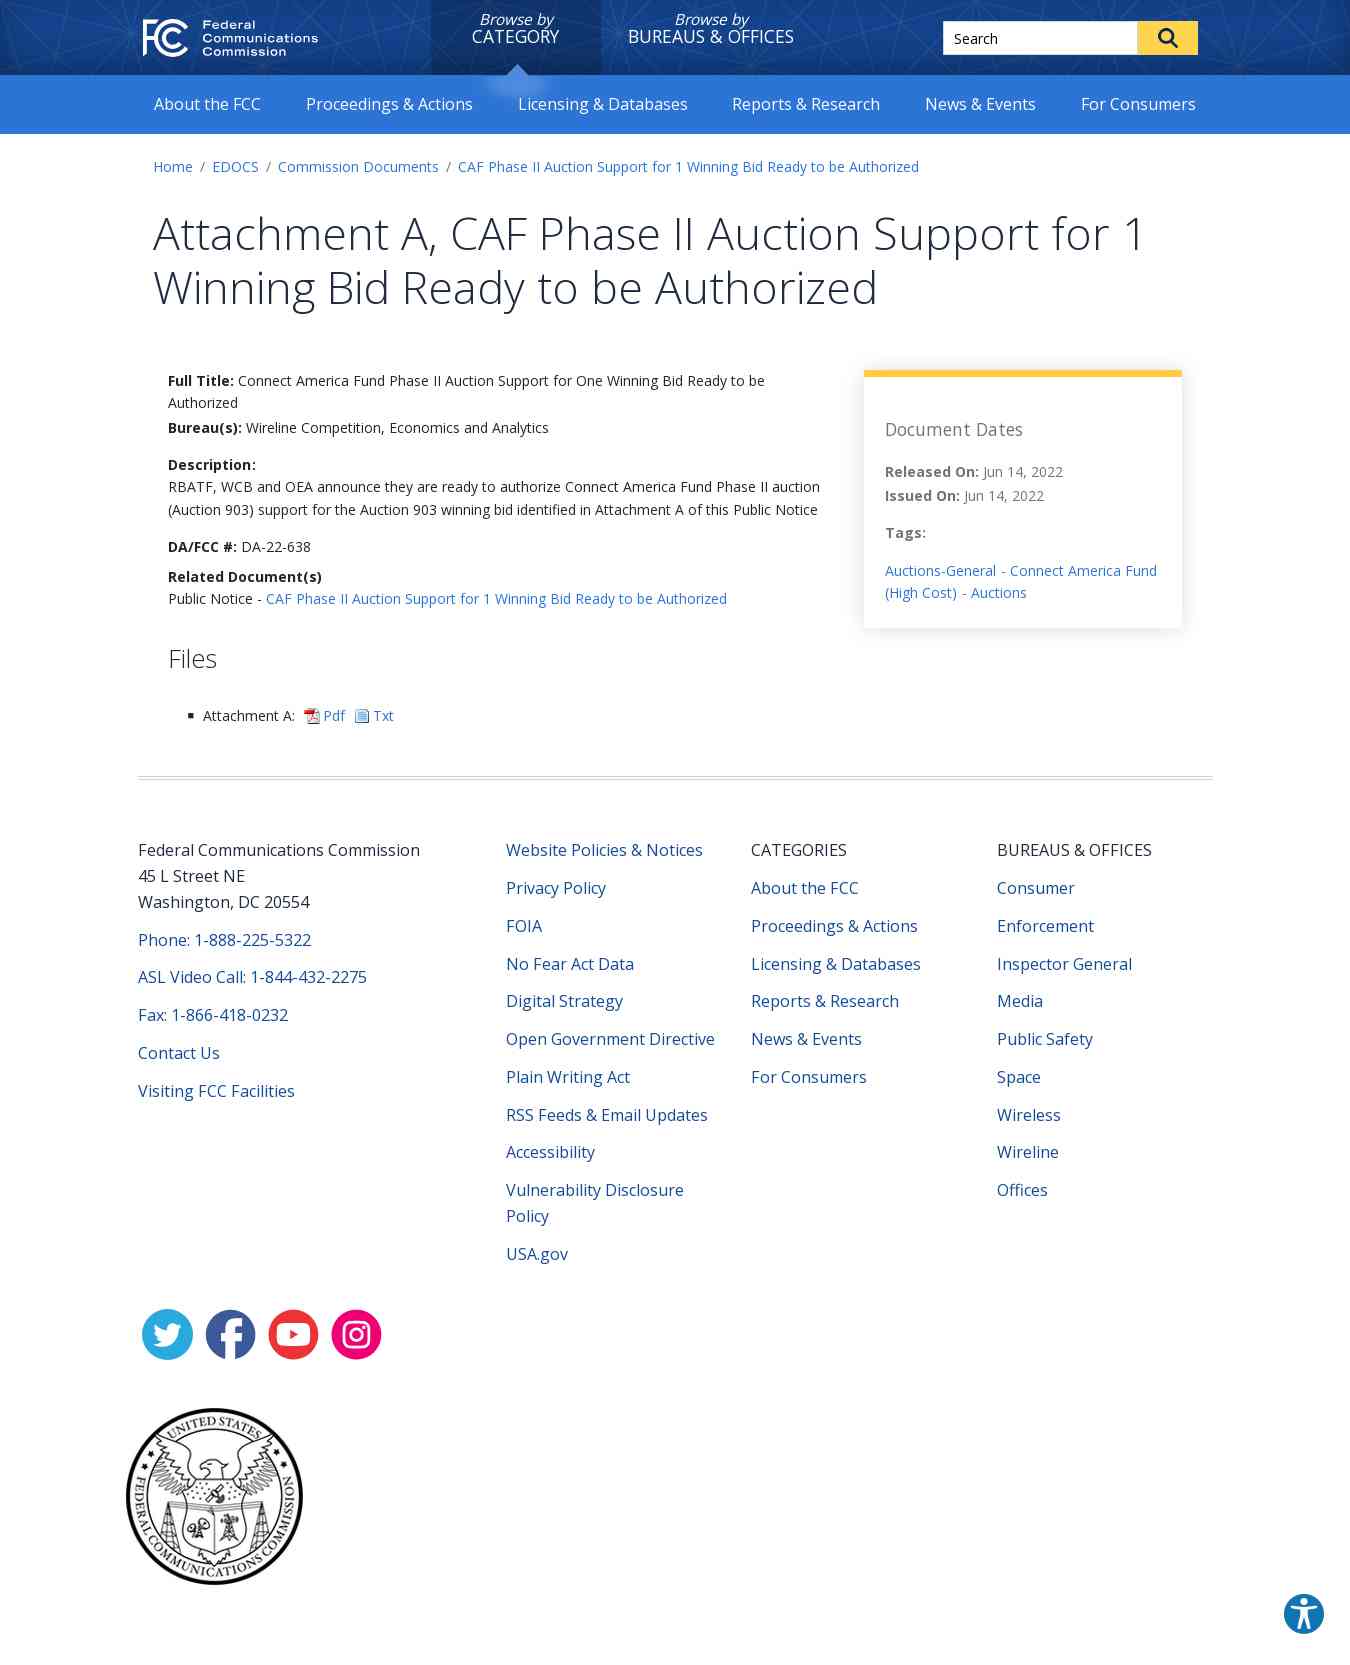 FCC Federal
Communications
Commission
Browse by
CATEGORY
Browse by
BUREAUS & OFFICES
Search
About the FCC
Proceedings & Actions
Licensing & Databases
Reports & Research
News & Events
For Consumers
Home / EDOCS / Commission Documents / CAF Phase II Auction Support for 1 Winning Bid Ready to be Authorized
Attachment A, CAF Phase II Auction Support for 1
Winning Bid Ready to be Authorized
Full Title: Connect America Fund Phase II Auction Support for One Winning Bid Ready to be
Authorized
Bureau(s): Wireline Competition, Economics and Analytics
Description:
RBATF, WCB and OEA announce they are ready to authorize Connect America Fund Phase II auction
(Auction 903) support for the Auction 903 winning bid identified in Attachment A of this Public Notice
DA/FCC #: DA-22-638
Related Document(s)
Public Notice - CAF Phase II Auction Support for 1 Winning Bid Ready to be Authorized
Document Dates
Released On: Jun 14, 2022
Issued On: Jun 14, 2022
Tags:
Auctions-General - Connect America Fund
(High Cost) - Auctions
Files
Attachment A: Pdf Txt
Federal Communications Commission
45 L Street NE
Washington, DC 20554
Phone: 1-888-225-5322
ASL Video Call: 1-844-432-2275
Fax: 1-866-418-0232
Contact Us
Visiting FCC Facilities
Website Policies & Notices
Privacy Policy
FOIA
No Fear Act Data
Digital Strategy
Open Government Directive
Plain Writing Act
RSS Feeds & Email Updates
Accessibility
Vulnerability Disclosure
Policy
USA.gov
CATEGORIES
About the FCC
Proceedings & Actions
Licensing & Databases
Reports & Research
News & Events
For Consumers
BUREAUS & OFFICES
Consumer
Enforcement
Inspector General
Media
Public Safety
Space
Wireless
Wireline
Offices
UNITED STATES
FEDERAL COMMUNICATIONS COMMISSION